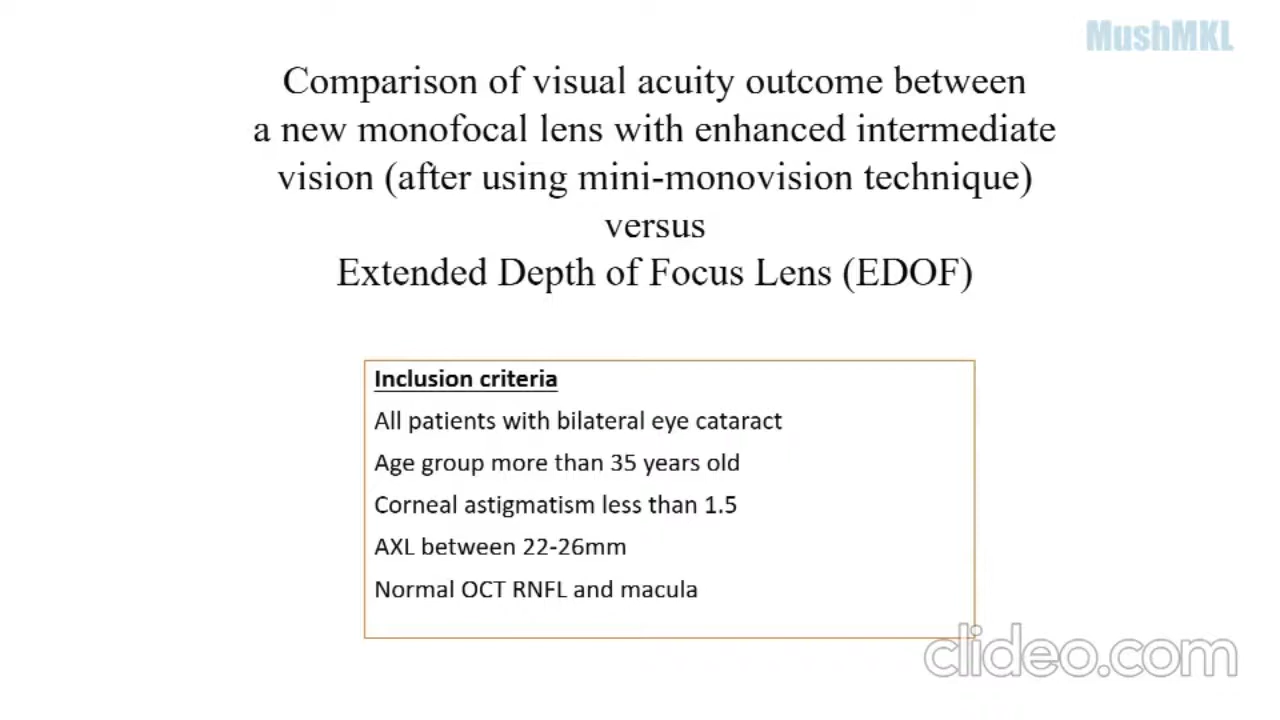 MushMKL
Comparison of visual acuity outcome between
a new monofocal lens with enhanced intermediate
vision (after using mini-monovision technique)
versus
Extended Depth of Focus Lens (EDOF)
Inclusion criteria
All patients with bilateral eye cataract
Age group more than 35 years old
Corneal astigmatism less than 1.5
AXL between 22-26mm
Normal OCT RNFL and macula
clideo.com